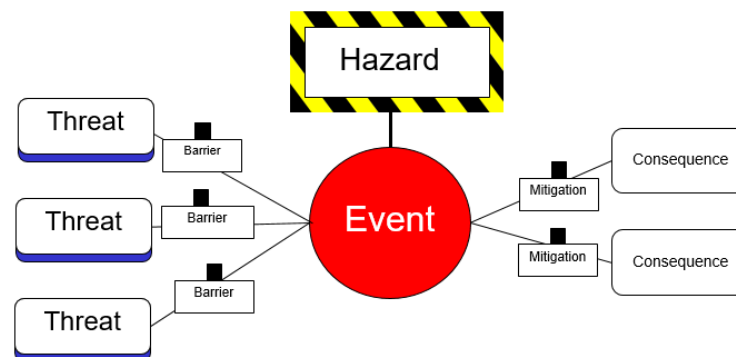 Hazard
Threat
Barrier
Threat
Barrier
Threat
Barrier
Event
Mitigation
Consequence
Mitigation
Consequence